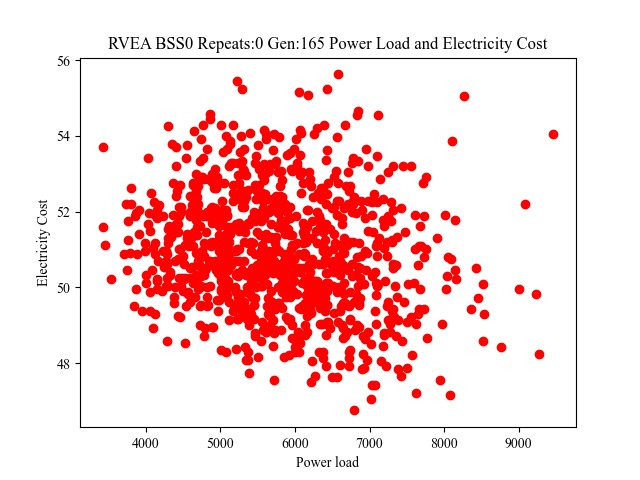 RVEA BSS0 Repeats:0 Gen:165 Power Load and Electricity Cost
56
54
52
50
48
Electricity Cost
4000 5000 6000 7000 8000 9000
Power load